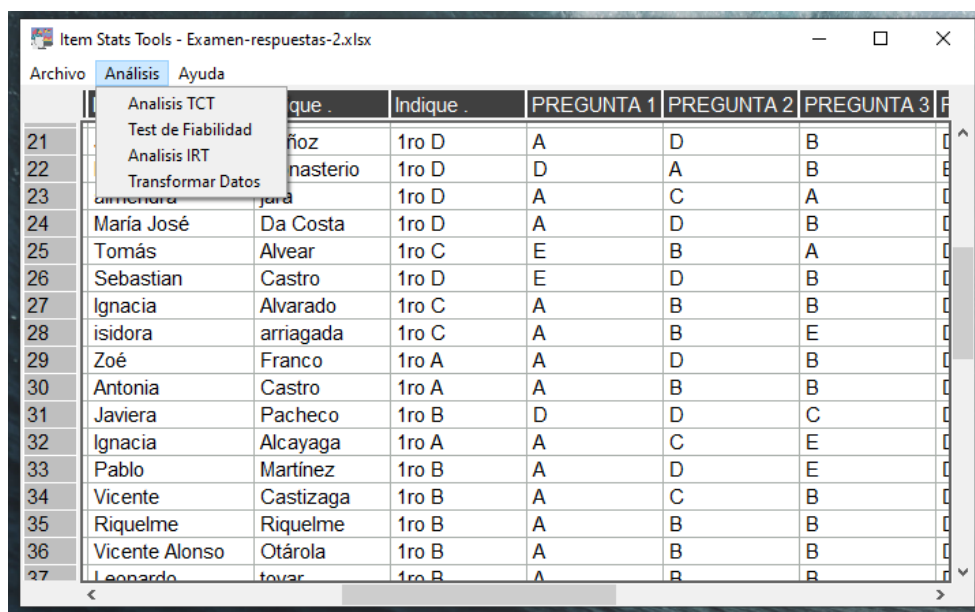 Item Stats Tools - Examen-respuestas-2.xlsx
Archivo Análisis Ayuda
Analisis TCT
Test de Fiabilidad
Analisis IRT
Transformar Datos
que . Indique . PREGUNTA 1 PREGUNTA 2 PREGUNTA 3
21 ñoz 1ro D A D B
22 nasterio 1ro D D A B
23 almendra jara 1ro D A C A
24 María José Da Costa 1ro D A D B
25 Tomás Alvear 1ro C E B A
26 Sebastian Castro 1ro D E D B
27 Ignacia Alvarado 1ro C A B B
28 isidora arriagada 1ro C A B E
29 Zoé Franco 1ro A A D B
30 Antonia Castro 1ro A A B B
31 Javiera Pacheco 1ro B D D C
32 Ignacia Alcayaga 1ro A A C E
33 Pablo Martínez 1ro B A D E
34 Vicente Castizaga 1ro B A C B
35 Riquelme Riquelme 1ro B A B B
36 Vicente Alonso Otárola 1ro B A B B
37 Leonardo tovar 1ro B A B B